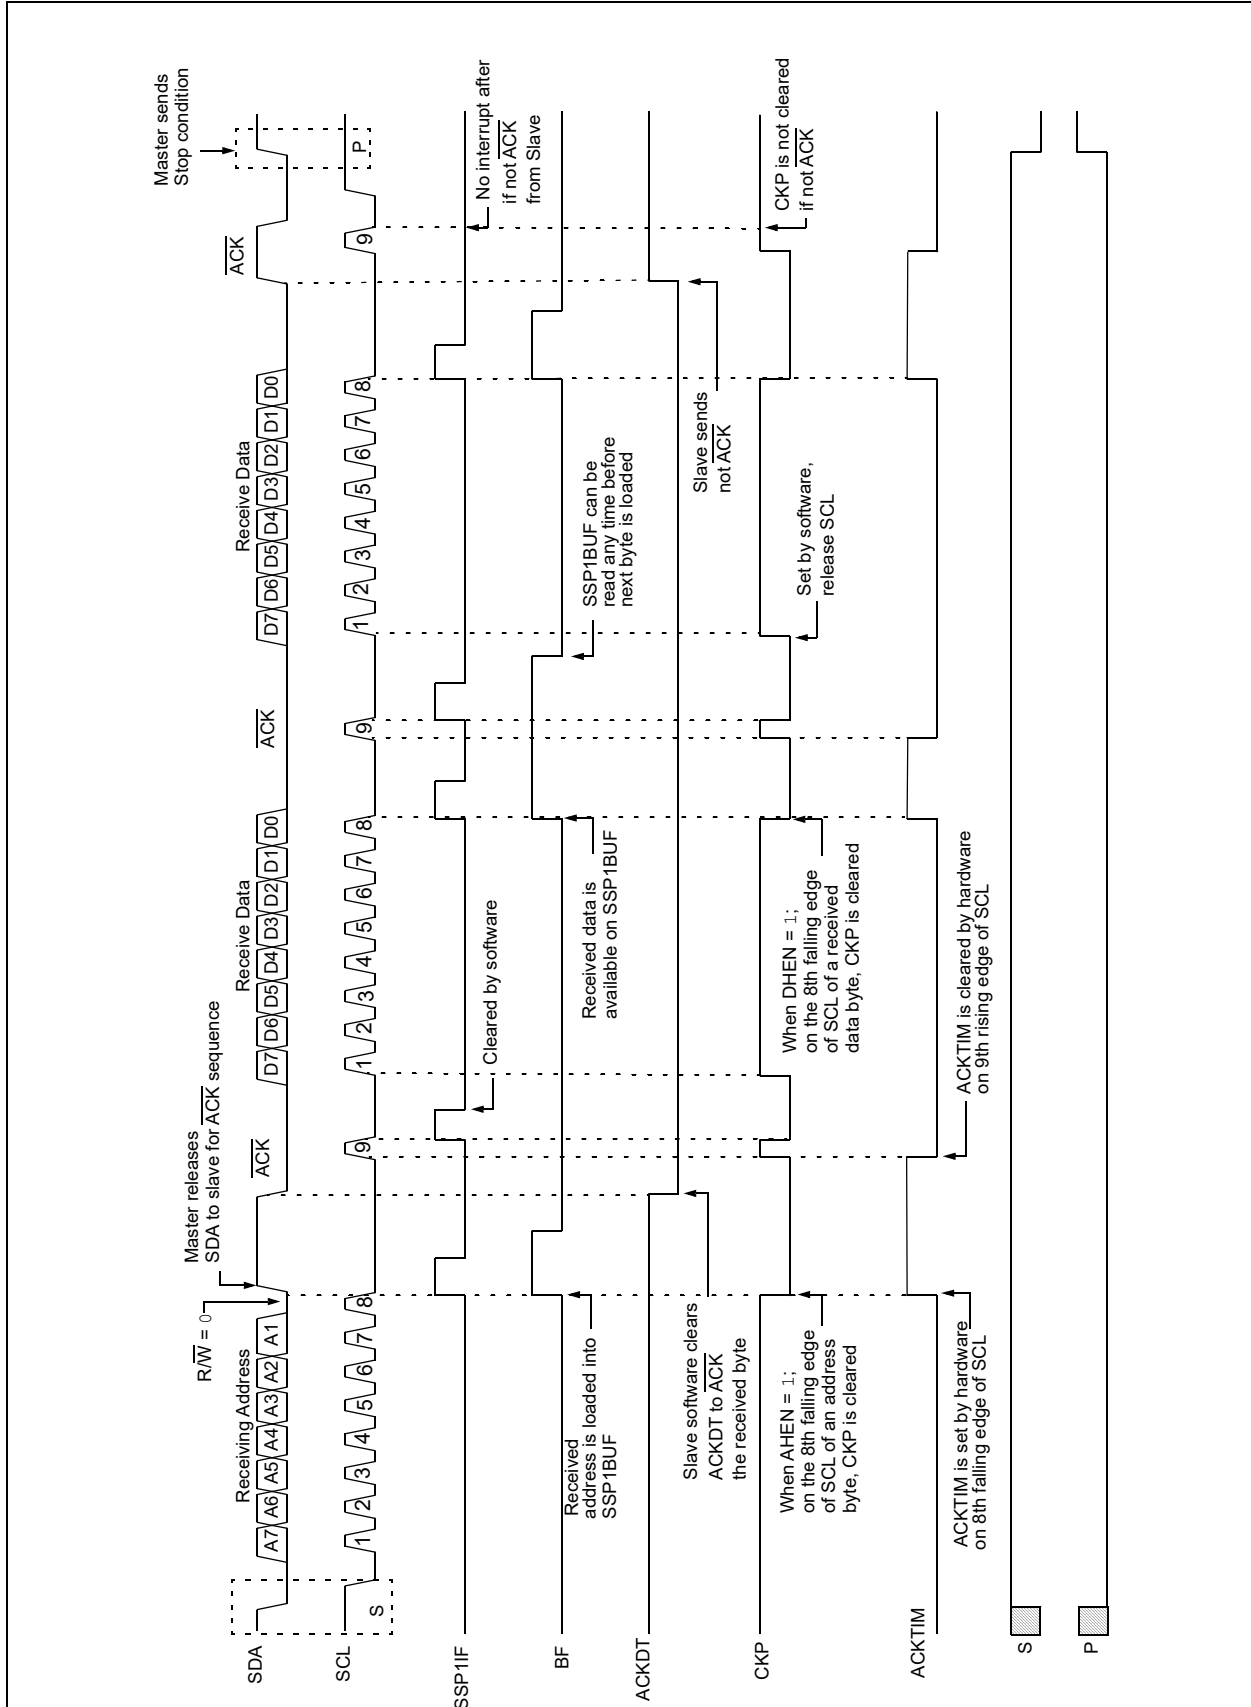 Master sends
Stop condition
Master releases
SDA to slave for ACK sequence
R/W = 0
Receiving Address
Receive Data
Receive Data
ACK
ACK
ACK
SDA
A7 A6 A5 A4 A3 A2 A1
D7 D6 D5 D4 D3 D2 D1 D0
D7 D6 D5 D4 D3 D2 D1 D0
SCL
S
1 2 3 4 5 6 7 8 9
1 2 3 4 5 6 7 8 9
1 2 3 4 5 6 7 8 9
P
SSP1IF
Cleared by software
No interrupt after
if not ACK
from Slave
BF
Received
address is loaded into
SSP1BUF
Received data is
available on SSP1BUF
SSP1BUF can be
read any time before
next byte is loaded
ACKDT
Slave software clears
ACKDT to ACK
the received byte
Slave sends
not ACK
CKP
When AHEN = 1;
on the 8th falling edge
of SCL of an address
byte, CKP is cleared
When DHEN = 1;
on the 8th falling edge
of SCL of a received
data byte, CKP is cleared
Set by software,
release SCL
CKP is not cleared
if not ACK
ACKTIM
ACKTIM is set by hardware
on 8th falling edge of SCL
ACKTIM is cleared by hardware
on 9th rising edge of SCL
S
P